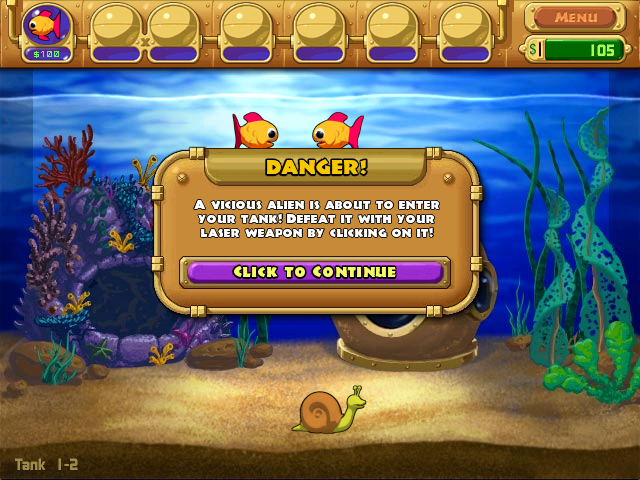 MENU
$100
x
$ 105
DANGER!
A VICIOUS ALIEN IS ABOUT TO ENTER
YOUR TANK! DEFEAT IT WITH YOUR
LASER WEAPON BY CLICKING ON IT!
CLICK TO CONTINUE
Tank 1-2